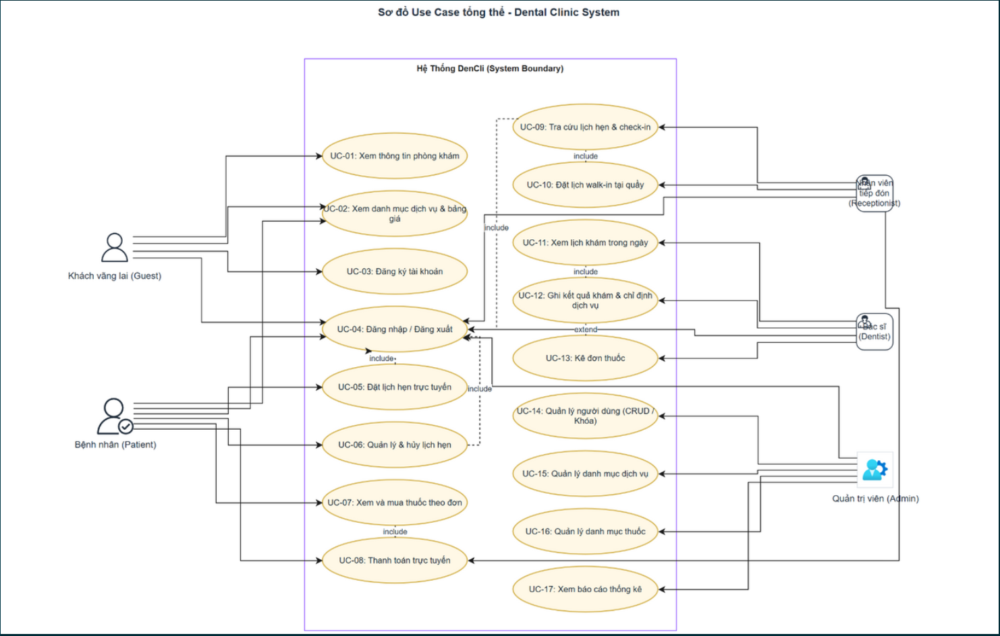 Sơ đồ Use Case tổng thể - Dental Clinic System
Hệ Thống DenCli (System Boundary)
UC-01: Xem thông tin phòng khám
UC-02: Xem danh mục dịch vụ & bảng
giá
UC-03: Đăng ký tài khoản
UC-04: Đăng nhập / Đăng xuất
include
UC-05: Đặt lịch hẹn trực tuyến
include
UC-06: Quản lý & hủy lịch hẹn
UC-07: Xem và mua thuốc theo đơn
include
UC-08: Thanh toán trực tuyến
UC-09: Tra cứu lịch hẹn & check-in
include
UC-10: Đặt lịch walk-in tại quầy
include
UC-11: Xem lịch khám trong ngày
include
UC-12: Ghi kết quả khám & chỉ định
dịch vụ
extend
UC-13: Kê đơn thuốc
UC-14: Quản lý người dùng (CRUD /
Khóa)
UC-15: Quản lý danh mục dịch vụ
UC-16: Quản lý danh mục thuốc
UC-17: Xem báo cáo thống kê
Khách vãng lai (Guest)
Bệnh nhân (Patient)
Nhân viên
tiếp đón
(Receptionist)
Bác sĩ
(Dentist)
Quản trị viên (Admin)